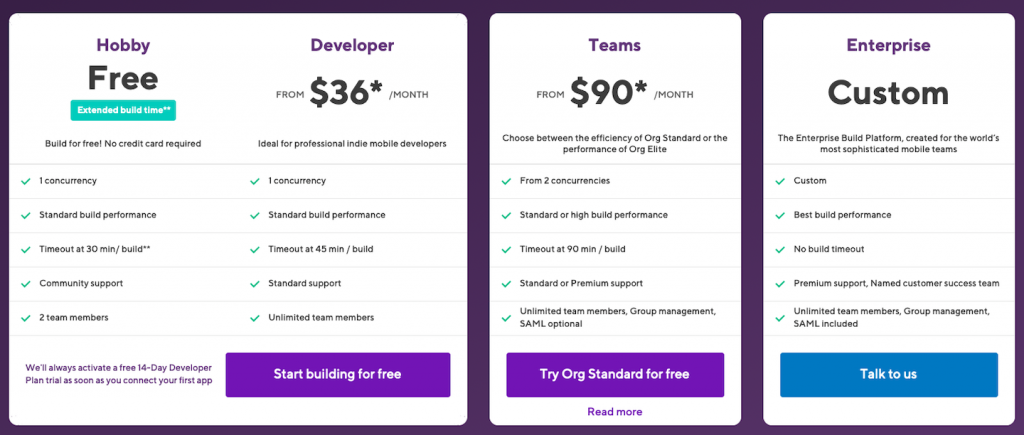 Hobby
Free
Extended build time**
Build for free! No credit card required
1 concurrency
Standard build performance
Timeout at 30 min/ build**
Community support
2 team members
We'll always activate a free 14-Day Developer
Plan trial as soon as you connect your first app
Developer
FROM $36* /MONTH
Ideal for professional indie mobile developers
1 concurrency
Standard build performance
Timeout at 45 min / build
Standard support
Unlimited team members
Start building for free
Teams
FROM $90* /MONTH
Choose between the efficiency of Org Standard or the
performance of Org Elite
From 2 concurrencies
Standard or high build performance
Timeout at 90 min / build
Standard or Premium support
Unlimited team members, Group management,
SAML optional
Try Org Standard for free
Read more
Enterprise
Custom
The Enterprise Build Platform, created for the world's
most sophisticated mobile teams
Custom
Best build performance
No build timeout
Premium support, Named customer success team
Unlimited team members, Group management,
SAML included
Talk to us